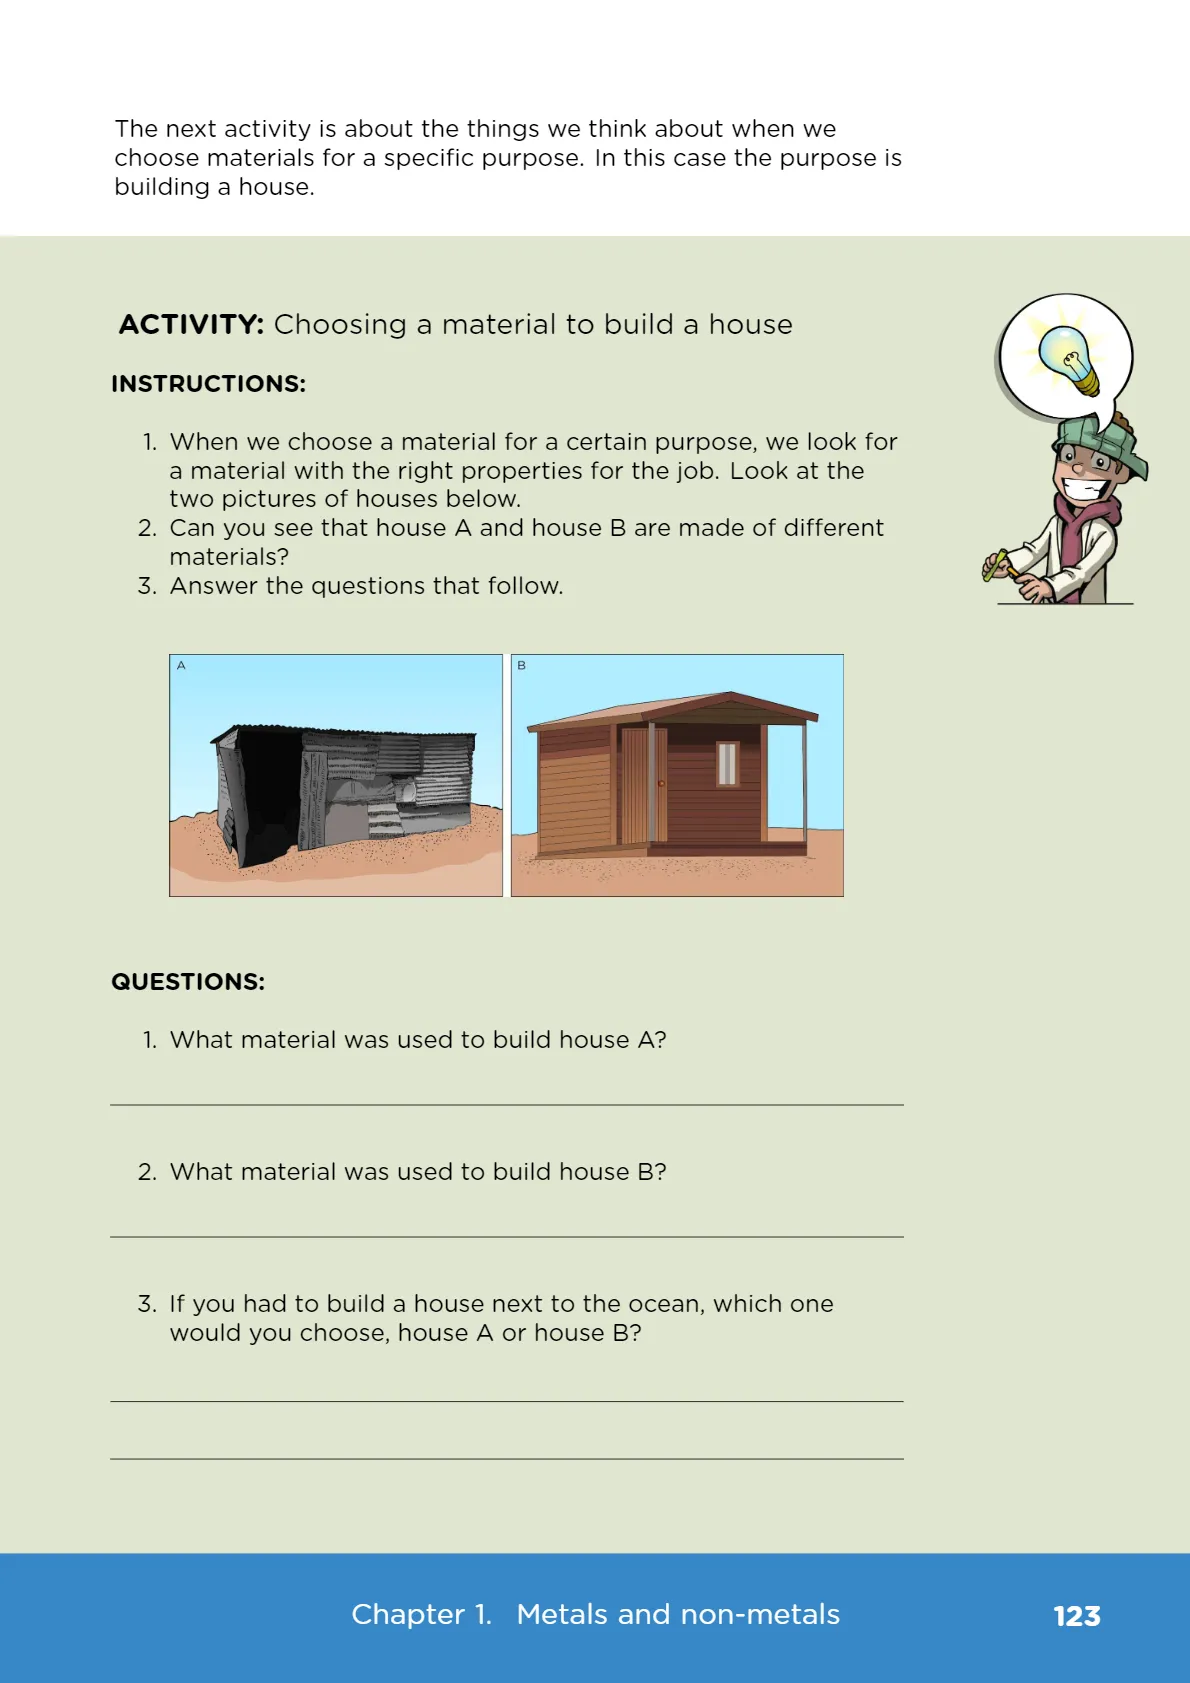 The next activity is about the things we think about when we
choose materials for a specific purpose. In this case the purpose is
building a house.
ACTIVITY: Choosing a material to build a house
INSTRUCTIONS:
1. When we choose a material for a certain purpose, we look for
a material with the right properties for the job. Look at the
two pictures of houses below.
2. Can you see that house A and house B are made of different
materials?
3. Answer the questions that follow.
A
B
QUESTIONS:
1. What material was used to build house A?
2. What material was used to build house B?
3. If you had to build a house next to the ocean, which one
would you choose, house A or house B?
Chapter 1. Metals and non-metals
123